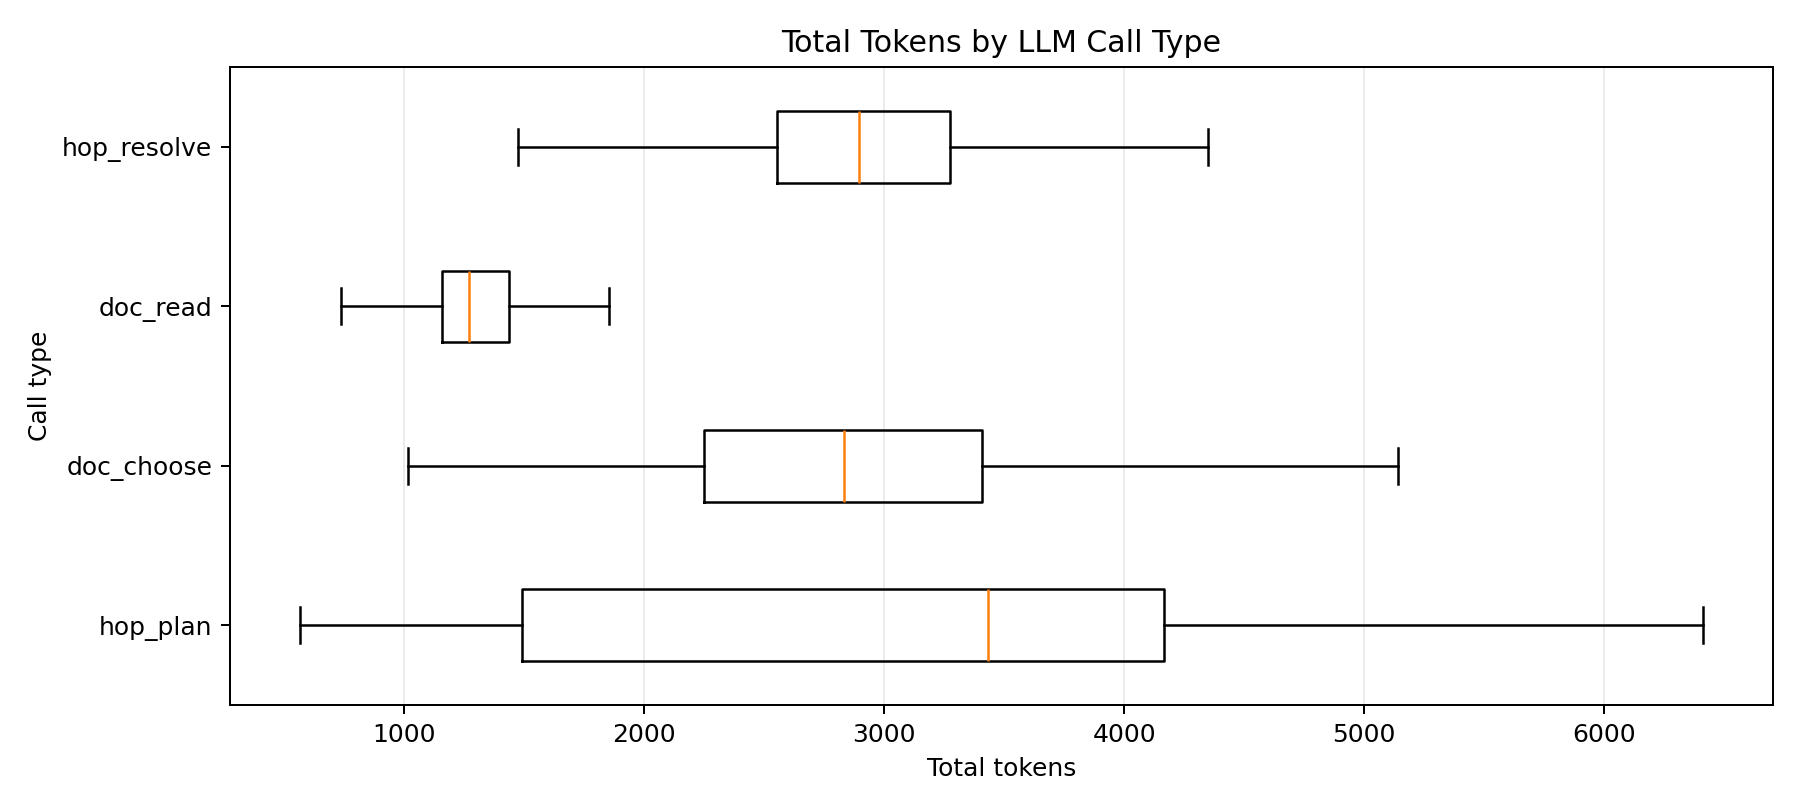 Total Tokens by LLM Call Type
hop_resolve
doc_read
doc_choose
hop_plan
Call type
1000 2000 3000 4000 5000 6000
Total tokens